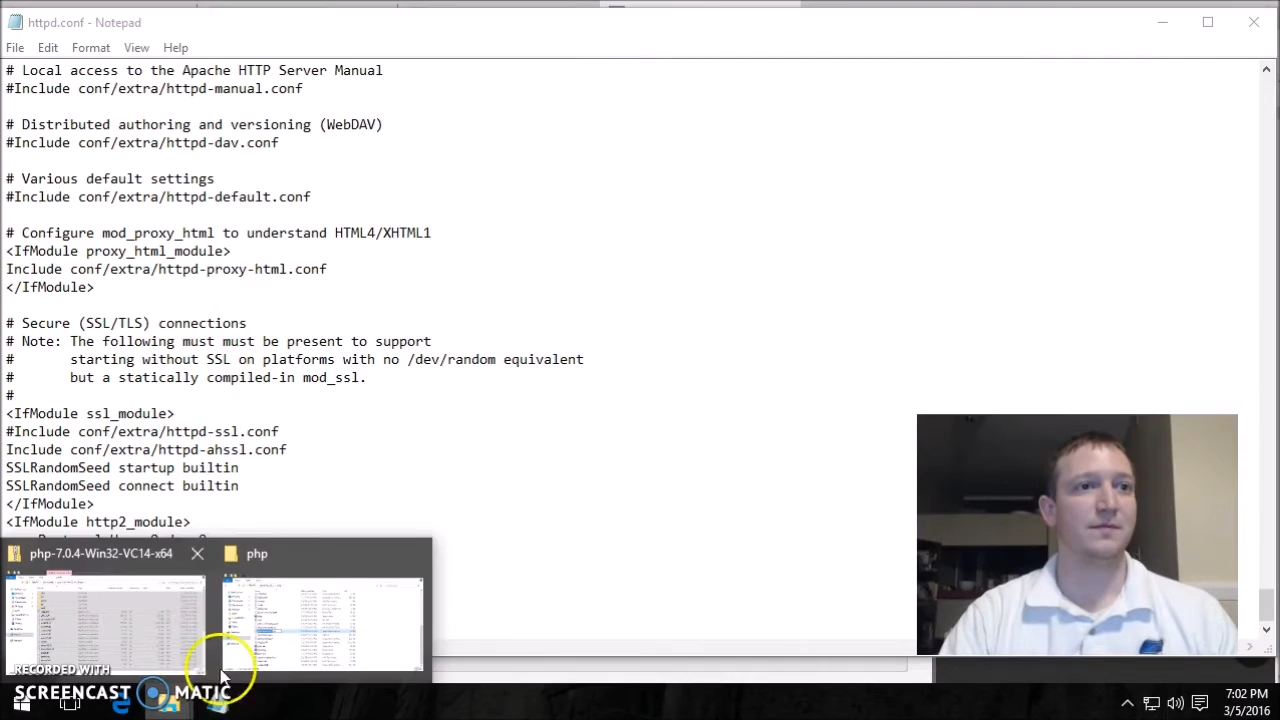 httpd.conf - Notepad
File Edit Format View Help
# Local access to the Apache HTTP Server Manual
#Include conf/extra/httpd-manual.conf
# Distributed authoring and versioning (WebDAV)
#Include conf/extra/httpd-dav.conf
# Various default settings
#Include conf/extra/httpd-default.conf
# Configure mod_proxy_html to understand HTML4/XHTML1
<IfModule proxy_html_module>
Include conf/extra/httpd-proxy-html.conf
</IfModule>
# Secure (SSL/TLS) connections
# Note: The following must must be present to support
# starting without SSL on platforms with no /dev/random equivalent
# but a statically compiled-in mod_ssl.
#
<IfModule ssl_module>
#Include conf/extra/httpd-ssl.conf
Include conf/extra/httpd-ahssl.conf
SSLRandomSeed startup builtin
SSLRandomSeed connect builtin
</IfModule>
<IfModule http2_module>
php-7.0.4-Win32-VC14-x64 php
RECORDED WITH
SCREENCAST MATIC
7:02 PM
3/5/2016